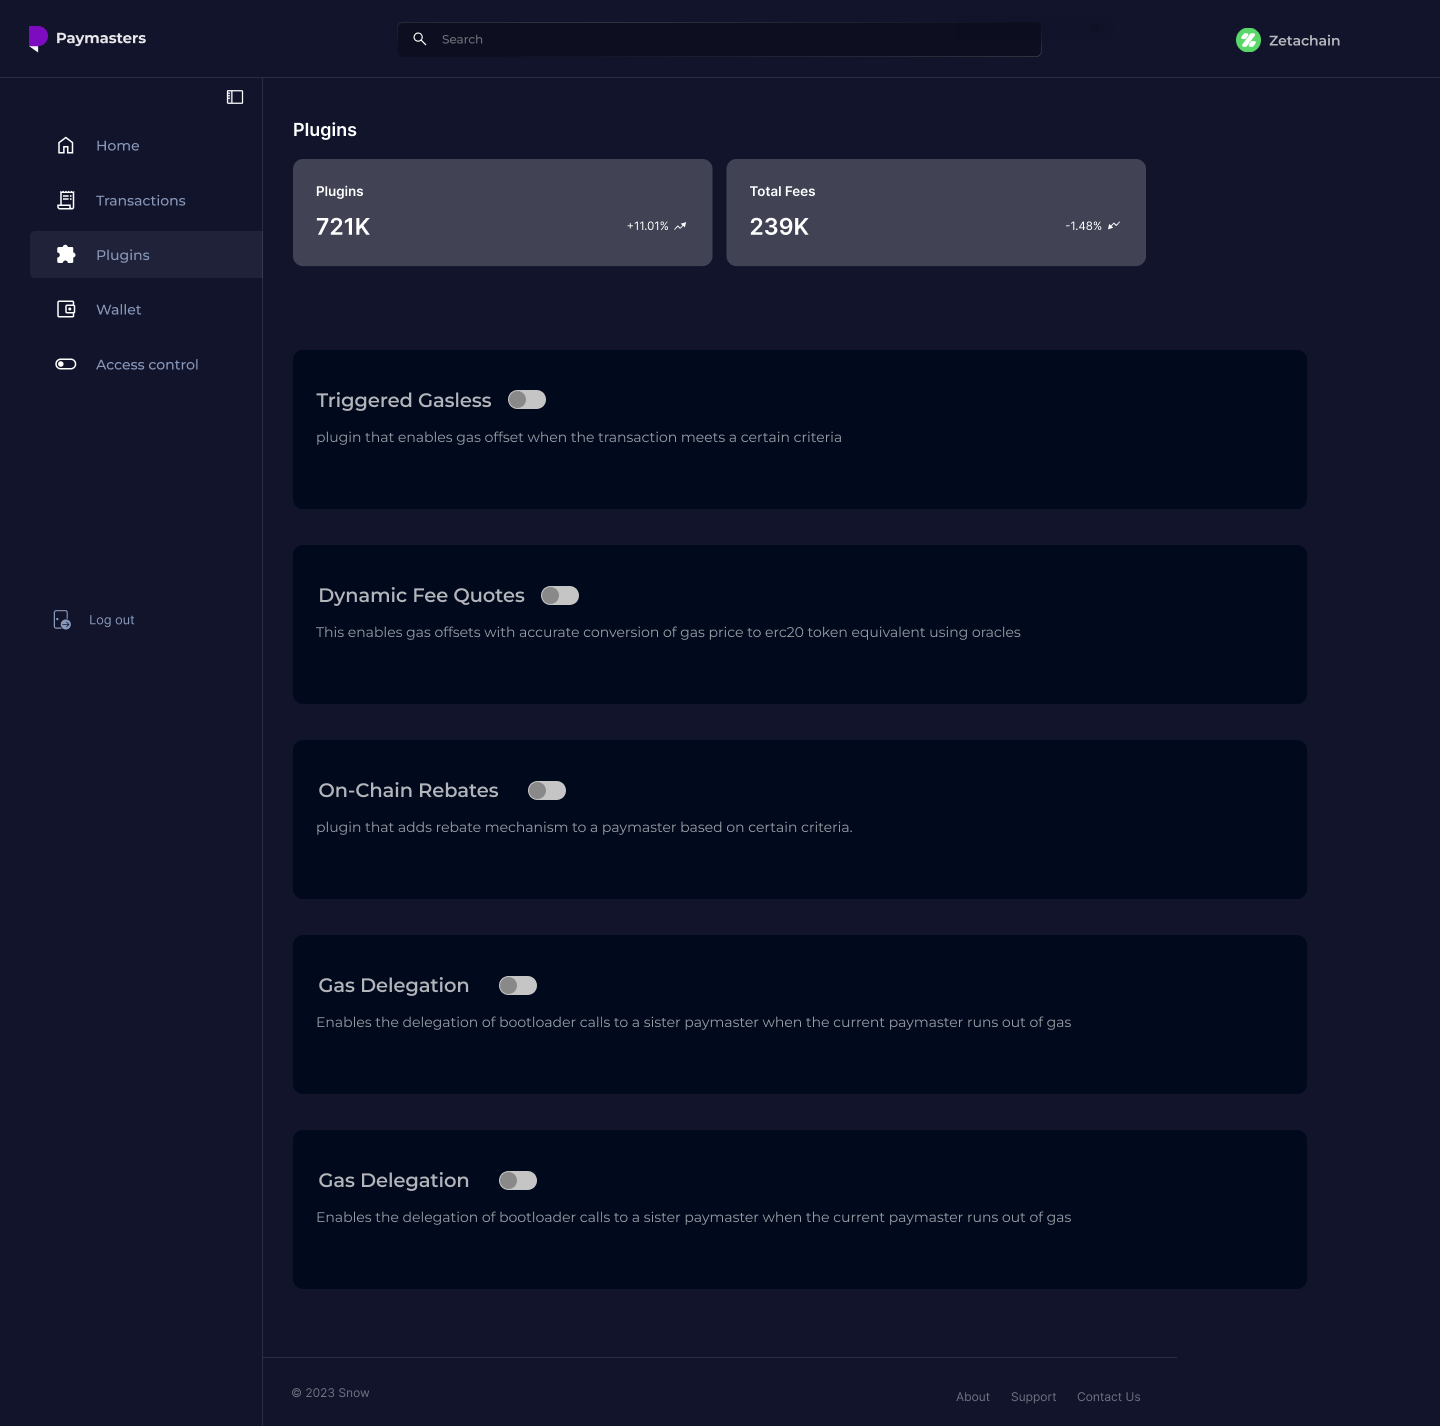 Paymasters
Search
Zetachain
Home
Transactions
Plugins
Wallet
Access control
Log out
Plugins
Plugins
721K
+11.01%
Total Fees
239K
-1.48%
Triggered Gasless
plugin that enables gas offset when the transaction meets a certain criteria
Dynamic Fee Quotes
This enables gas offsets with accurate conversion of gas price to erc20 token equivalent using oracles
On-Chain Rebates
plugin that adds rebate mechanism to a paymaster based on certain criteria.
Gas Delegation
Enables the delegation of bootloader calls to a sister paymaster when the current paymaster runs out of gas
Gas Delegation
Enables the delegation of bootloader calls to a sister paymaster when the current paymaster runs out of gas
© 2023 Snow
About
Support
Contact Us